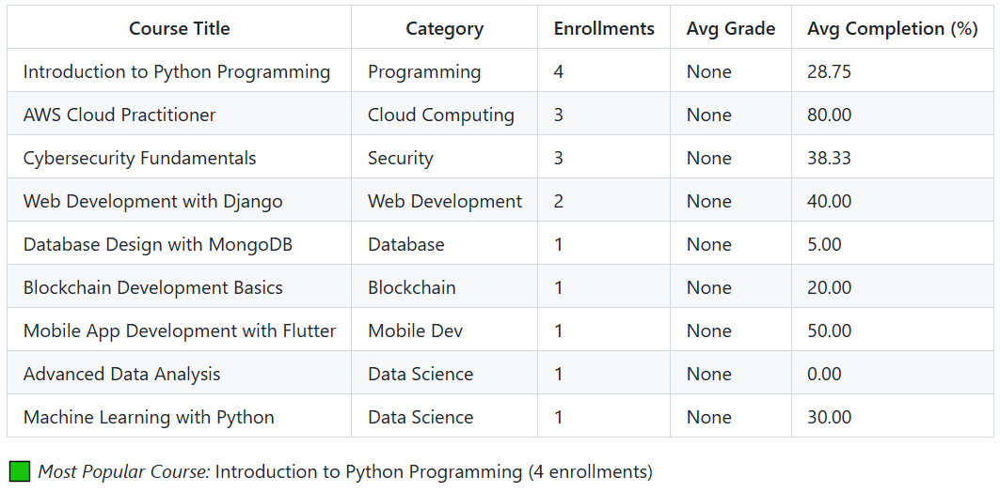 Course Title Category Enrollments Avg Grade Avg Completion (%)
Introduction to Python Programming Programming 4 None 28.75
AWS Cloud Practitioner Cloud Computing 3 None 80.00
Cybersecurity Fundamentals Security 3 None 38.33
Web Development with Django Web Development 2 None 40.00
Database Design with MongoDB Database 1 None 5.00
Blockchain Development Basics Blockchain 1 None 20.00
Mobile App Development with Flutter Mobile Dev 1 None 50.00
Advanced Data Analysis Data Science 1 None 0.00
Machine Learning with Python Data Science 1 None 30.00
Most Popular Course: Introduction to Python Programming (4 enrollments)